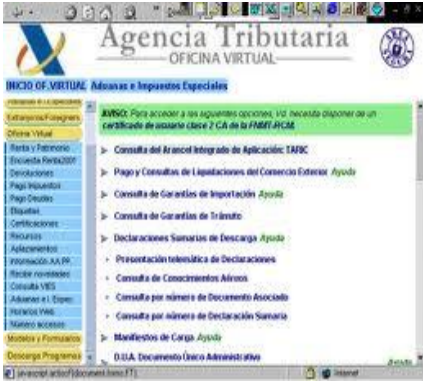 Agencia Tributaria
OFICINA VIRTUAL
INICIO OF.VIRTUAL Aduanas e Impuestos Especiales
AVISO: Para acceder a las siguientes opciones, Vd. necesita disponer de un
certificado de usuario clase 2 CA de la FNMT-RCM.
Extranjeros/Foreigners
Oficina Virtual
Renta y Patrimonio
Encuesta Renta2001
Devoluciones
Pago Impuestos
Pago Deudas
Etiquetas
Certificaciones
Recursos
Aplazamientos
Información AA.PP.
Recibir novedades
Consulta VIES
Aduanas e I. Espec.
Horarios Web
Número accesos
Modelos y Formularios
Descarga Programas
Consulta del Arancel Integrado de Aplicación: TARIC
Pago y Consultas de Liquidaciones del Comercio Exterior Ayuda
Consulta de Garantías de Importación Ayuda
Consulta de Garantías de Tránsito
Declaraciones Sumarias de Descarga Ayuda
Presentación telemática de Declaraciones
Consulta de Conocimientos Aéreos
Consulta por número de Documento Asociado
Consulta por número de Declaración Sumaria
Manifiestos de Carga Ayuda
D.U.A. Documento Único Administrativo
Ayuda
Internet